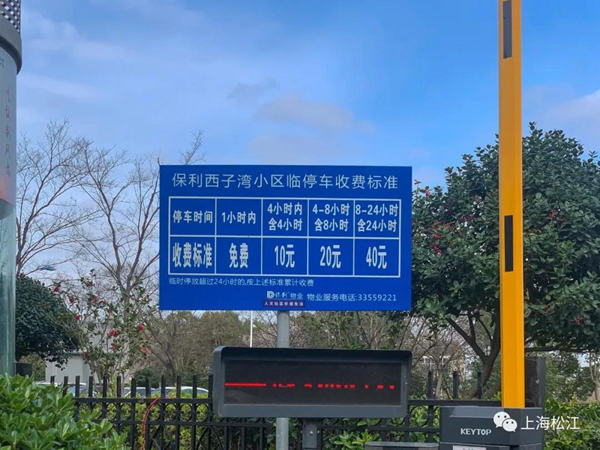 保利西子湾小区临停车收费标准
停车时间 1小时内 4小时内含4小时 4-8小时含8小时 8-24小时含24小时
收费标准 免费 10元 20元 40元
临时停放超过24小时的,按上述标准累计收费
保利物业 物业服务电话:33559221
KEYTOP
上海松江